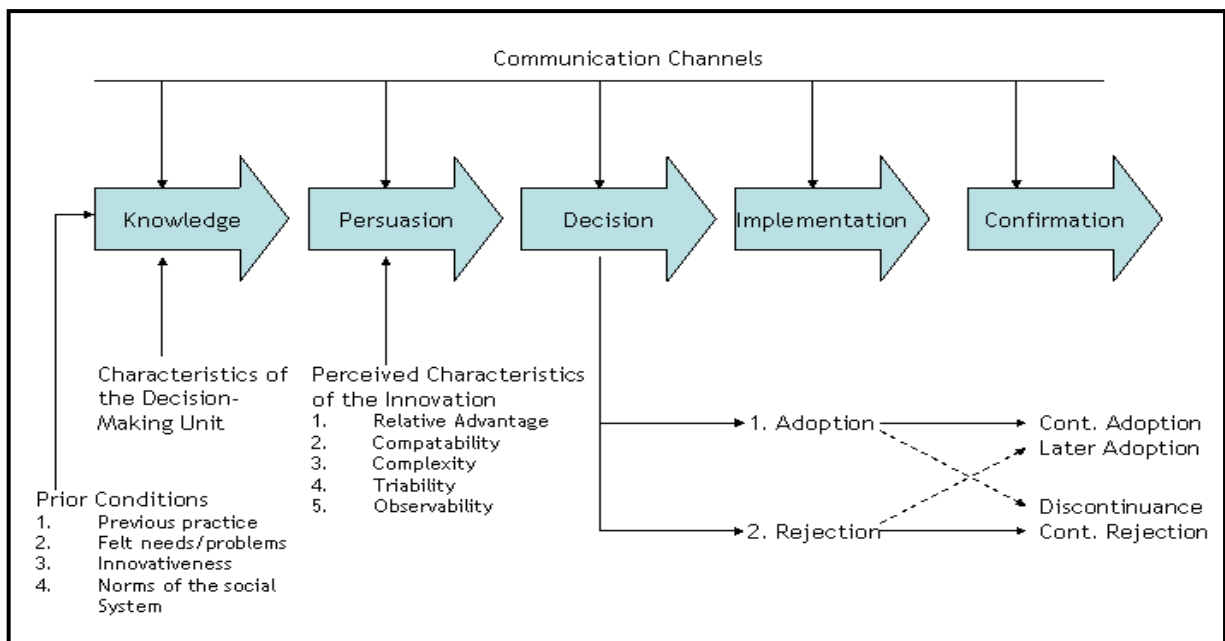 Communication Channels
Knowledge
Persuasion
Decision
Implementation
Confirmation
Characteristics of
the Decision-
Making Unit
Perceived Characteristics
of the Innovation
1. Relative Advantage
2. Compatability
3. Complexity
4. Triability
5. Observability
1. Adoption
Cont. Adoption
Later Adoption
Discontinuance
2. Rejection
Cont. Rejection
Prior Conditions
1. Previous practice
2. Felt needs/problems
3. Innovativeness
4. Norms of the social
System